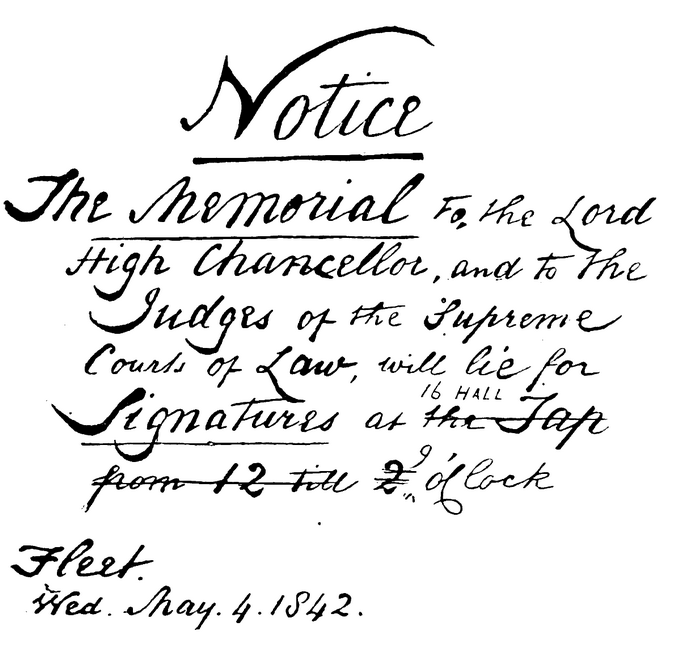 Notice
The Memorial To, the Lord
High Chancellor, and to the
Judges of the Supreme
Courts of Law, will lie for
16 HALL
Signatures at the Tap
from 12 till 2 9 o'Clock
Fleet.
Wed. May. 4. 1842.